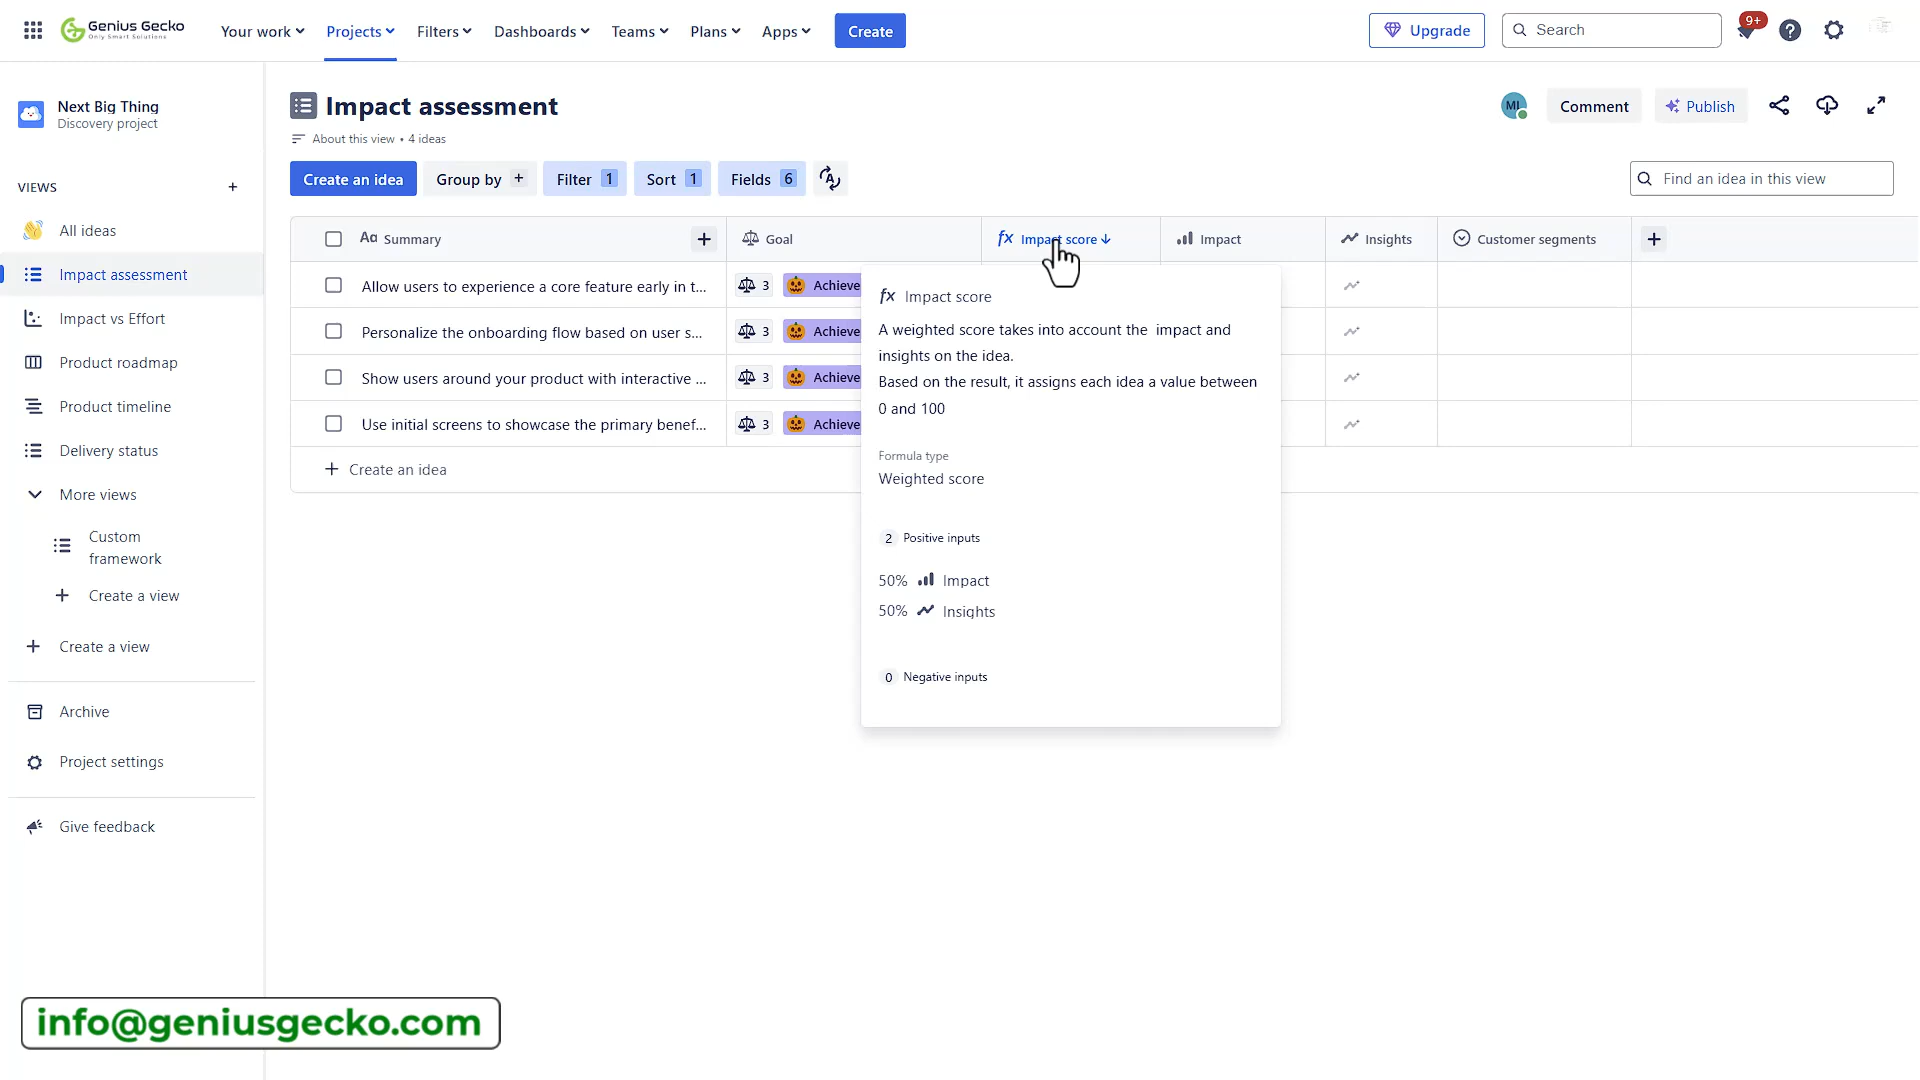 Genius Gecko
Only Smart Solutions
Your work
Projects
Filters
Dashboards
Teams
Plans
Apps
Create
Upgrade
Search
9+
Next Big Thing
Discovery project
VIEWS
All ideas
Impact assessment
Impact vs Effort
Product roadmap
Product timeline
Delivery status
More views
Custom
framework
Create a view
Create a view
Archive
Project settings
Give feedback
Impact assessment
About this view • 4 ideas
MI
Comment
Publish
Create an idea
Group by
Filter 1
Sort 1
Fields 6
Find an idea in this view
Aa Summary
Goal
fx Impact score ↓
Impact
Insights
Customer segments
Allow users to experience a core feature early in t...
3
Achieve
Personalize the onboarding flow based on user s...
3
Achieve
Show users around your product with interactive ...
3
Achieve
Use initial screens to showcase the primary benef...
3
Achieve
Create an idea
fx Impact score
A weighted score takes into account the impact and
insights on the idea.
Based on the result, it assigns each idea a value between
0 and 100
Formula type
Weighted score
2 Positive inputs
50% Impact
50% Insights
0 Negative inputs
info@geniusgecko.com